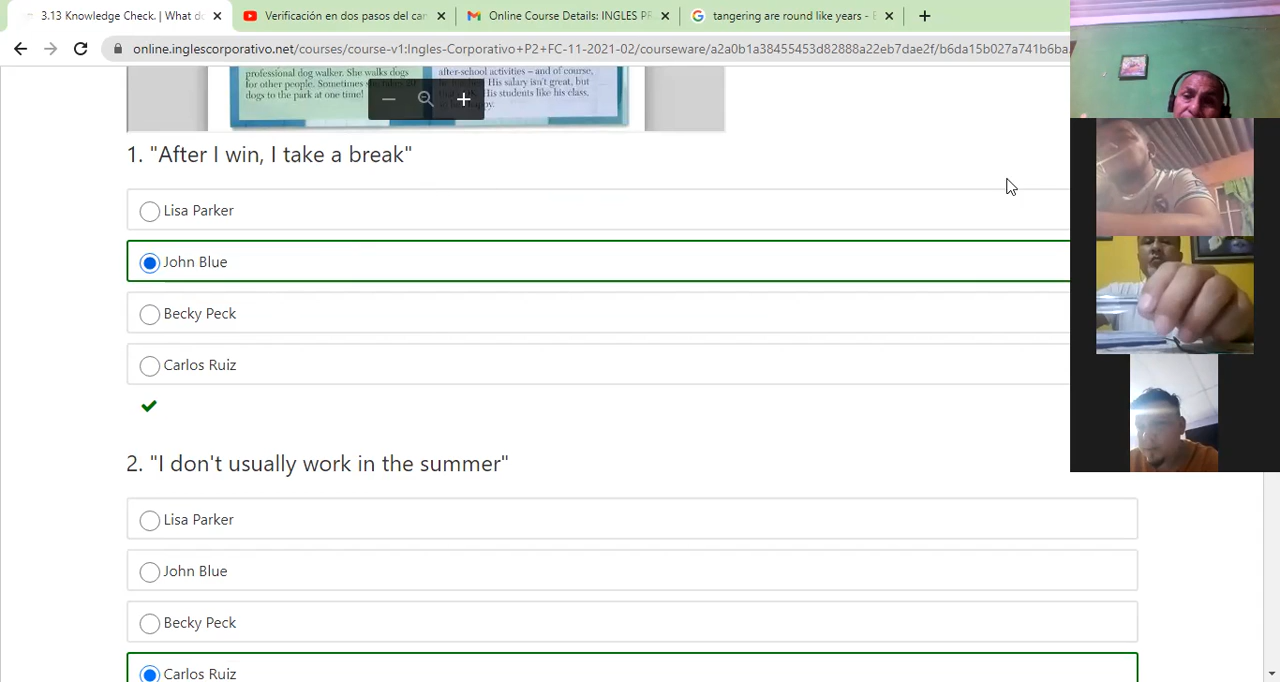 3.13 Knowledge Check. | What do
Verificación en dos pasos del car
Online Course Details: INGLES PR
tangering are round like years - B
online.inglescorporativo.net/courses/course-v1:Ingles-Corporativo+P2+FC-11-2021-02/courseware/a2a0b1a38455453d82888a22eb7dae2f/b6da15b027a741b6ba
professional dog walker. She walks dogs
for other people. Sometimes
dogs to the park at one time!
after-school activities – and of course,
His salary isn't great, but
His students like his class,
1. "After I win, I take a break"
Lisa Parker
John Blue
Becky Peck
Carlos Ruiz
2. "I don't usually work in the summer"
Lisa Parker
John Blue
Becky Peck
Carlos Ruiz